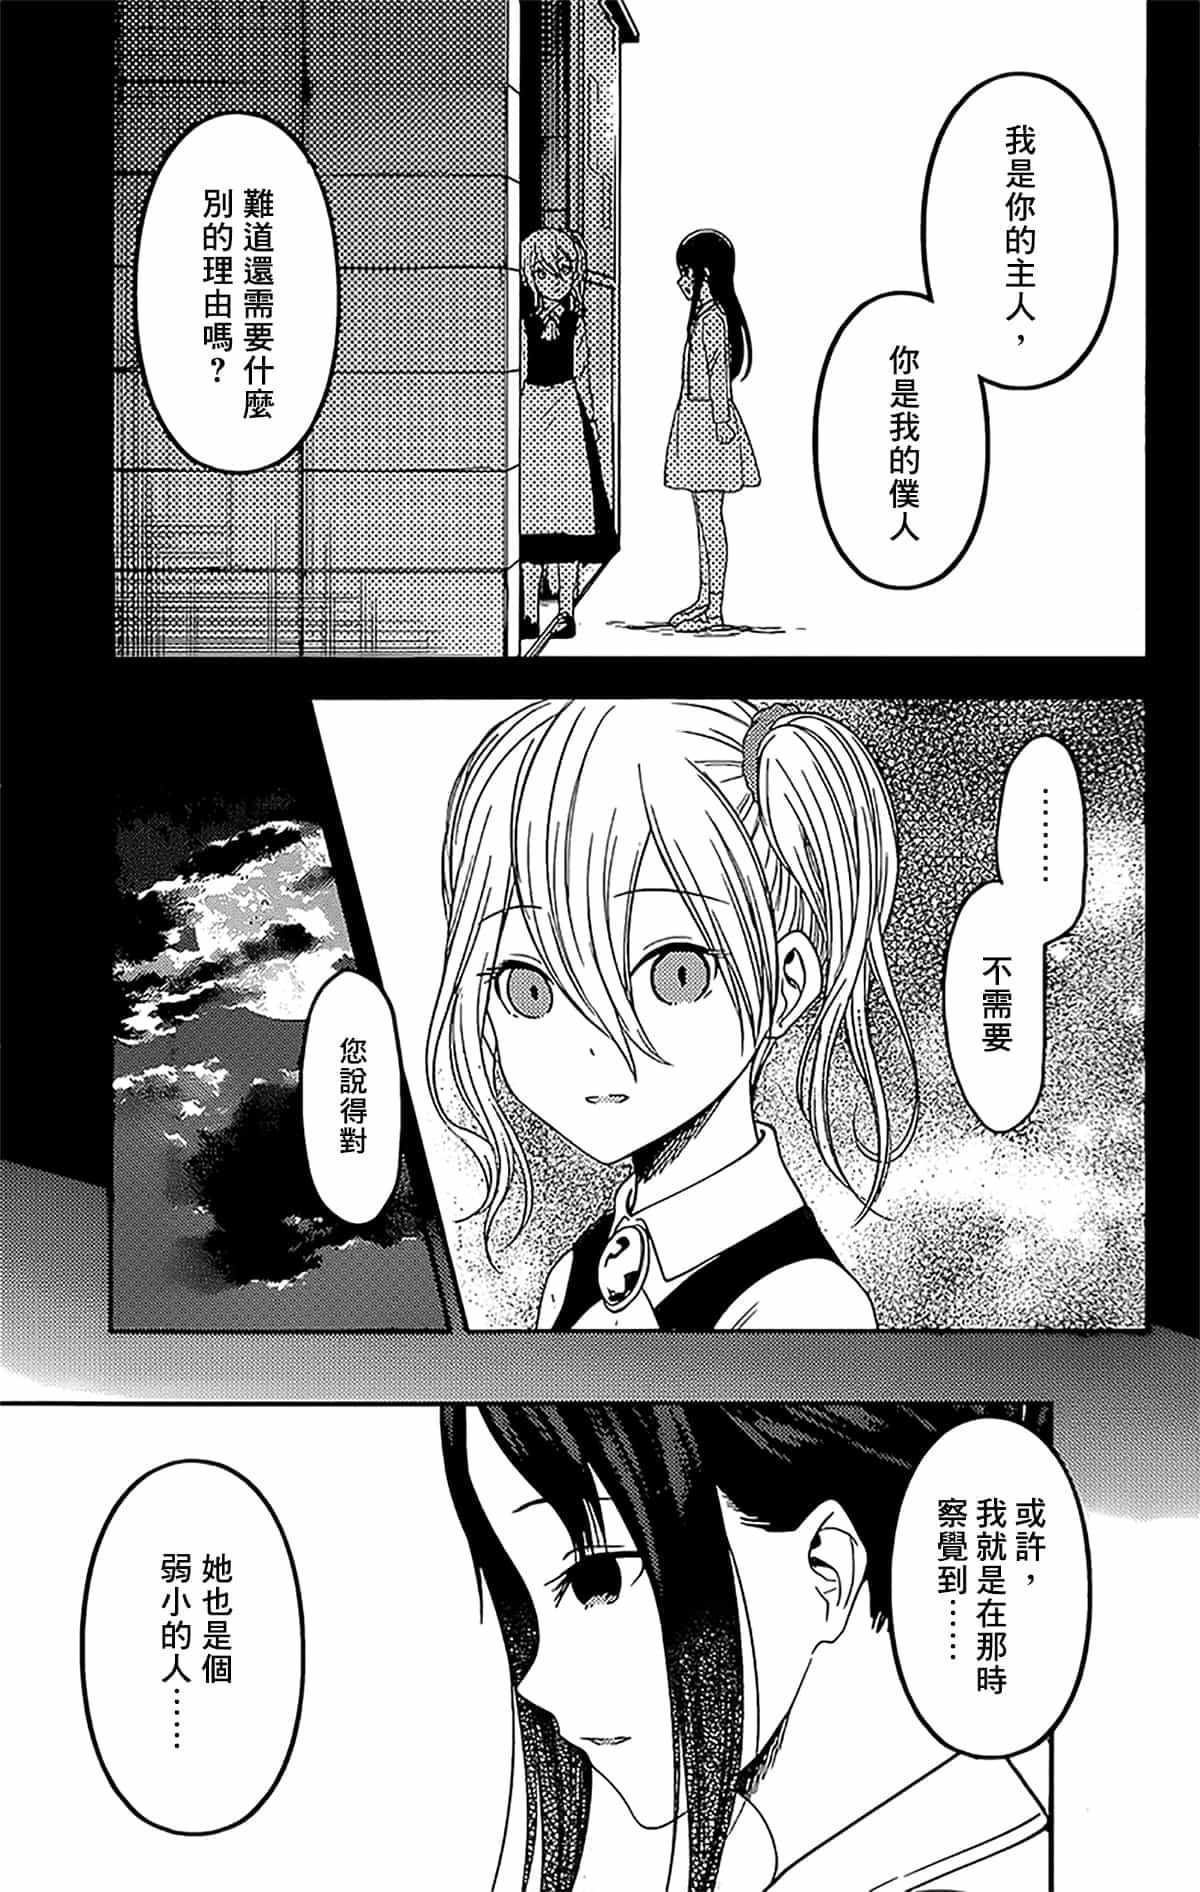 我是你的主人，
你是我的僕人
難道還需要什麼
別的理由嗎？
………
不需要
您說得對
或許，
我就是在那時
察覺到……
她也是個
弱小的人……